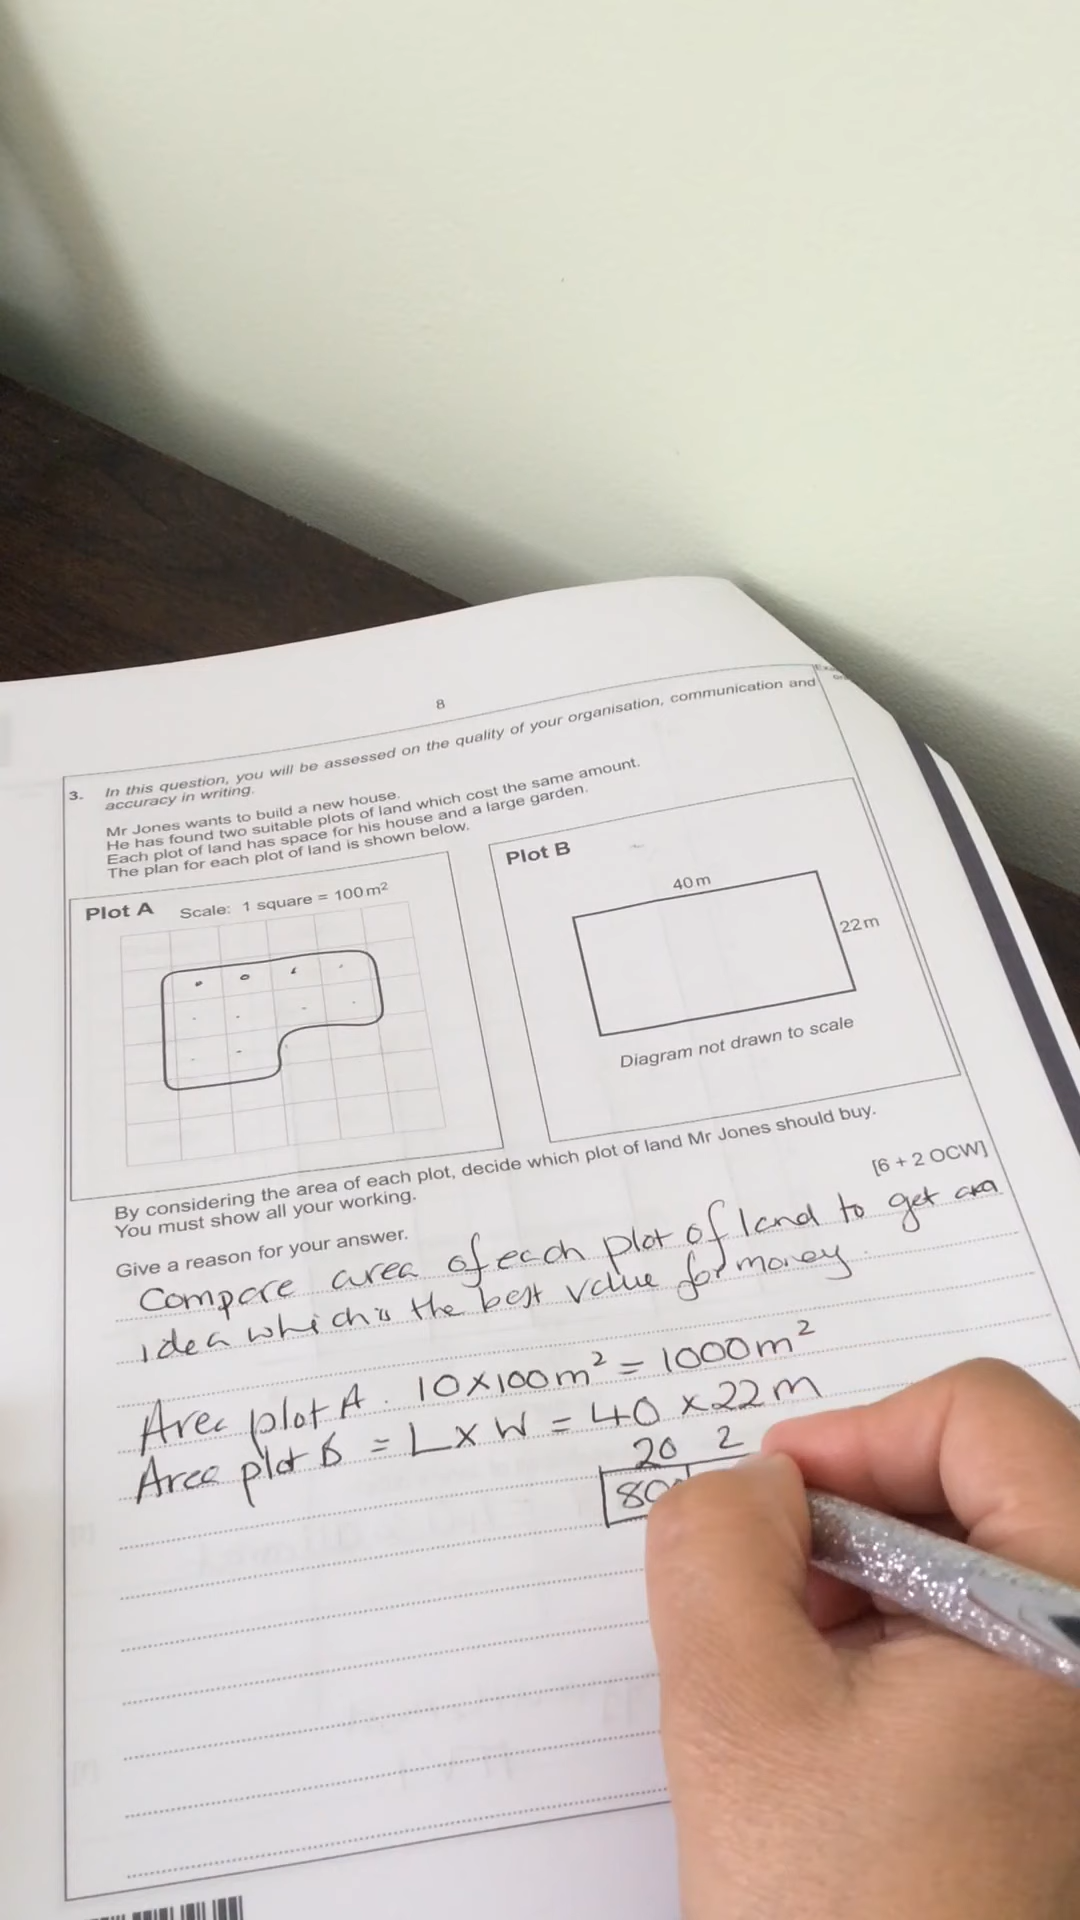 8
3. In this question, you will be assessed on the quality of your organisation, communication and
accuracy in writing.
Mr Jones wants to build a new house.
He has found two suitable plots of land which cost the same amount.
Each plot of land has space for his house and a large garden.
The plan for each plot of land is shown below.
Plot A Scale: 1 square = 100 m²
Plot B
40 m
22 m
Diagram not drawn to scale
By considering the area of each plot, decide which plot of land Mr Jones should buy.
You must show all your working.
[6 + 2 OCW]
Give a reason for your answer.
Compare area of each plot of land to get
idea which is the best value for money.
Area plot A. 10 x 100m² = 1000m²
Area plot B = L x W = 40 x 22 m
20 2
80